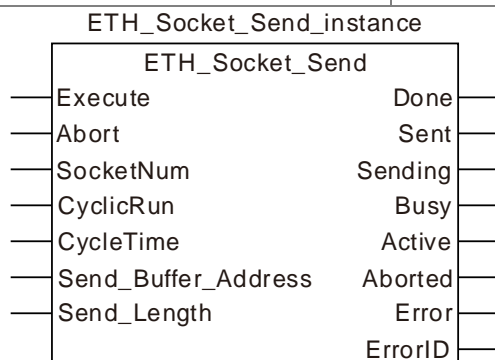 ETH_Socket_Send_instance
ETH_Socket_Send
Execute Done
Abort Sent
SocketNum Sending
CyclicRun Busy
CycleTime Active
Send_Buffer_Address Aborted
Send_Length Error
ErrorID